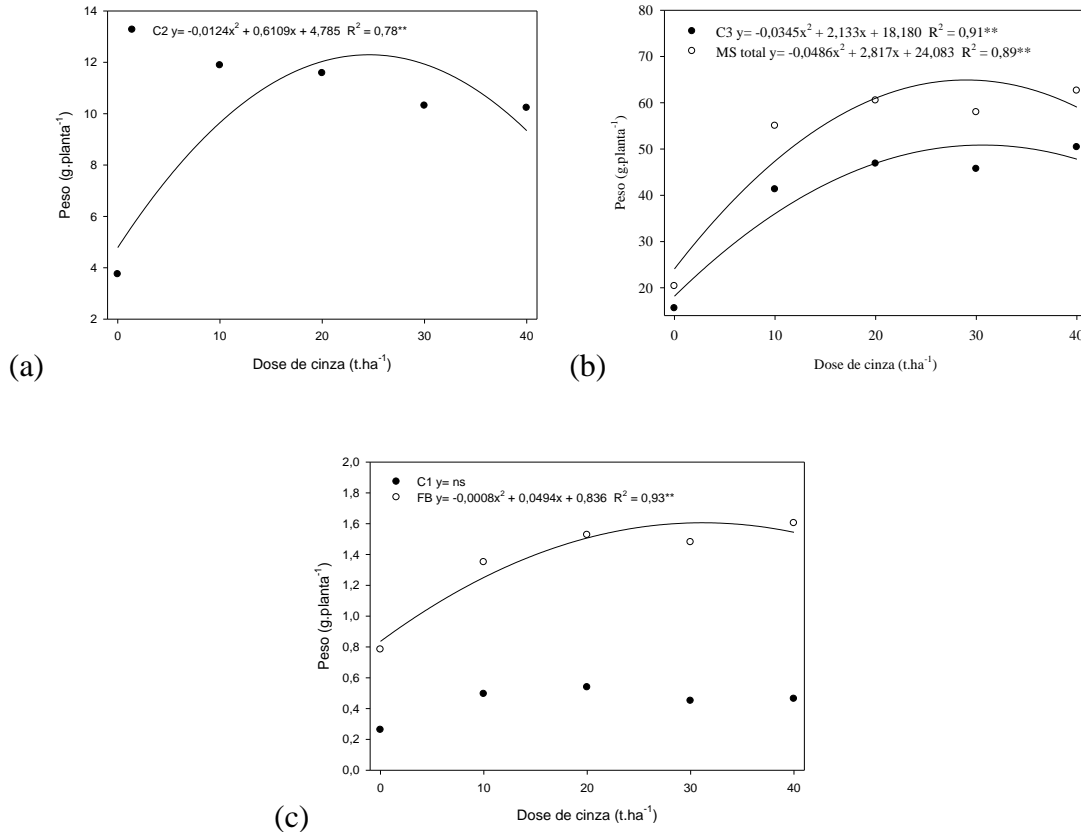 C2 y= -0,0124x² + 0,6109x + 4,785 R² = 0,78**
14
12
10
8
6
4
2
Peso (g.planta⁻¹)
0 10 20 30 40
Dose de cinza (t.ha⁻¹)
(a)
C3 y= -0,0345x² + 2,133x + 18,180 R² = 0,91**
MS total y= -0,0486x² + 2,817x + 24,083 R² = 0,89**
80
70
60
50
40
30
20
Peso (g.planta⁻¹)
0 10 20 30 40
Dose de cinza (t.ha⁻¹)
(b)
C1 y= ns
FB y= -0,0008x² + 0,0494x + 0,836 R² = 0,93**
2,0
1,8
1,6
1,4
1,2
1,0
0,8
0,6
0,4
0,2
0,0
Peso (g.planta⁻¹)
0 10 20 30 40
Dose de cinza (t.ha⁻¹)
(c)